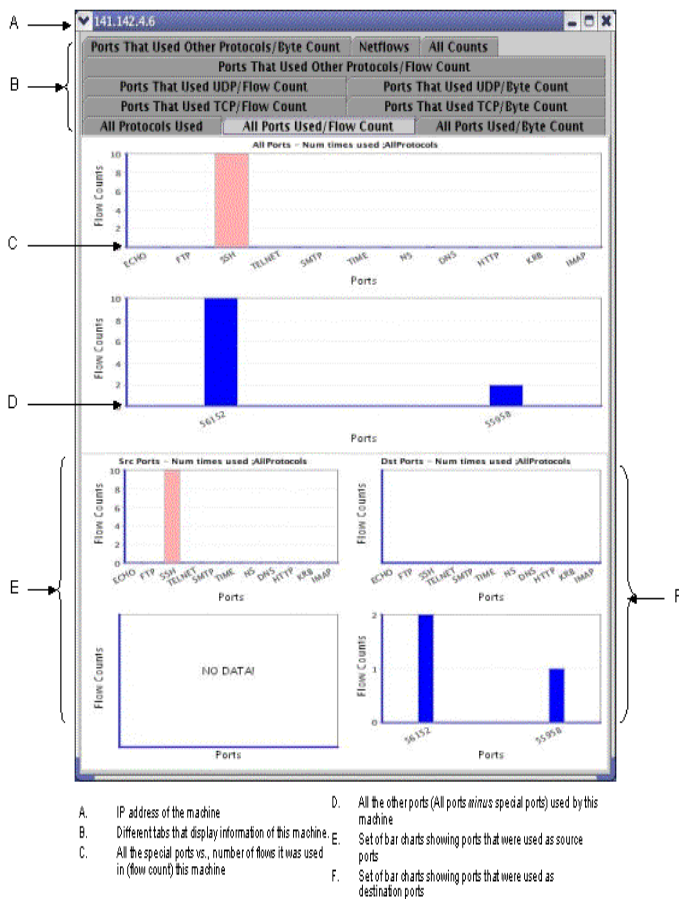 A
141.142.4.6
B
Ports That Used Other Protocols/Byte Count Netflows All Counts
Ports That Used Other Protocols/Flow Count
Ports That Used UDP/Flow Count Ports That Used UDP/Byte Count
Ports That Used TCP/Flow Count Ports That Used TCP/Byte Count
All Protocols Used All Ports Used/Flow Count All Ports Used/Byte Count
All Ports - Num times used ;AllProtocols
Flow Counts
10
8
6
4
2
0
C
ECHO FTP SSH TELNET SMTP TIME NS DNS HTTP KRB IMAP
Ports
Flow Counts
10
8
6
4
2
D
56152 55958
Ports
E
Src Ports - Num times used ;AllProtocols
Flow Counts
10
8
6
4
2
0
ECHO FTP SSH TELNET SMTP TIME NS DNS HTTP KRB IMAP
Ports
Dst Ports - Num times used ;AllProtocols
Flow Counts
ECHO FTP SSH TELNET SMTP TIME NS DNS HTTP KRB IMAP
Ports
F
Flow Counts
NO DATA!
Ports
Flow Counts
2
1
0
56152 55958
Ports
A. IP address of the machine
B. Different tabs that display information of this machine.
C. All the special ports vs., number of flows it was used
in (flow count) this machine
D. All the other ports (All ports minus special ports) used by this
machine
E. Set of bar charts showing ports that were used as source
ports
F. Set of bar charts showing ports that were used as
destination ports